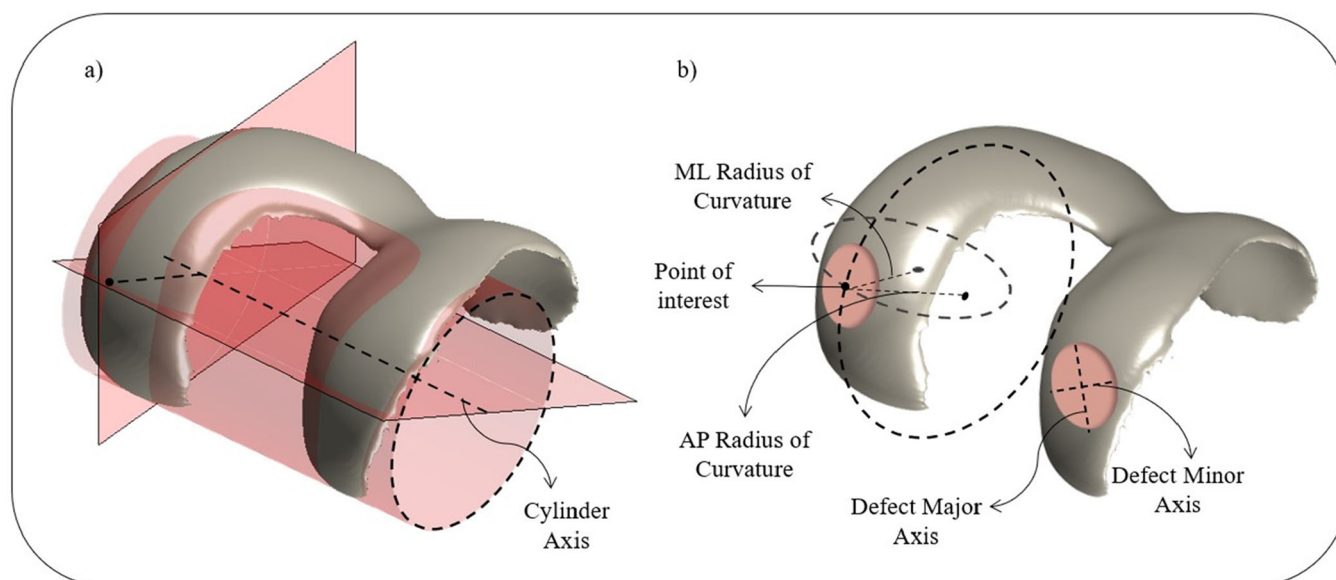 a)
Cylinder
Axis
b)
ML Radius of
Curvature
Point of
interest
AP Radius of
Curvature
Defect Major
Axis
Defect Minor
Axis